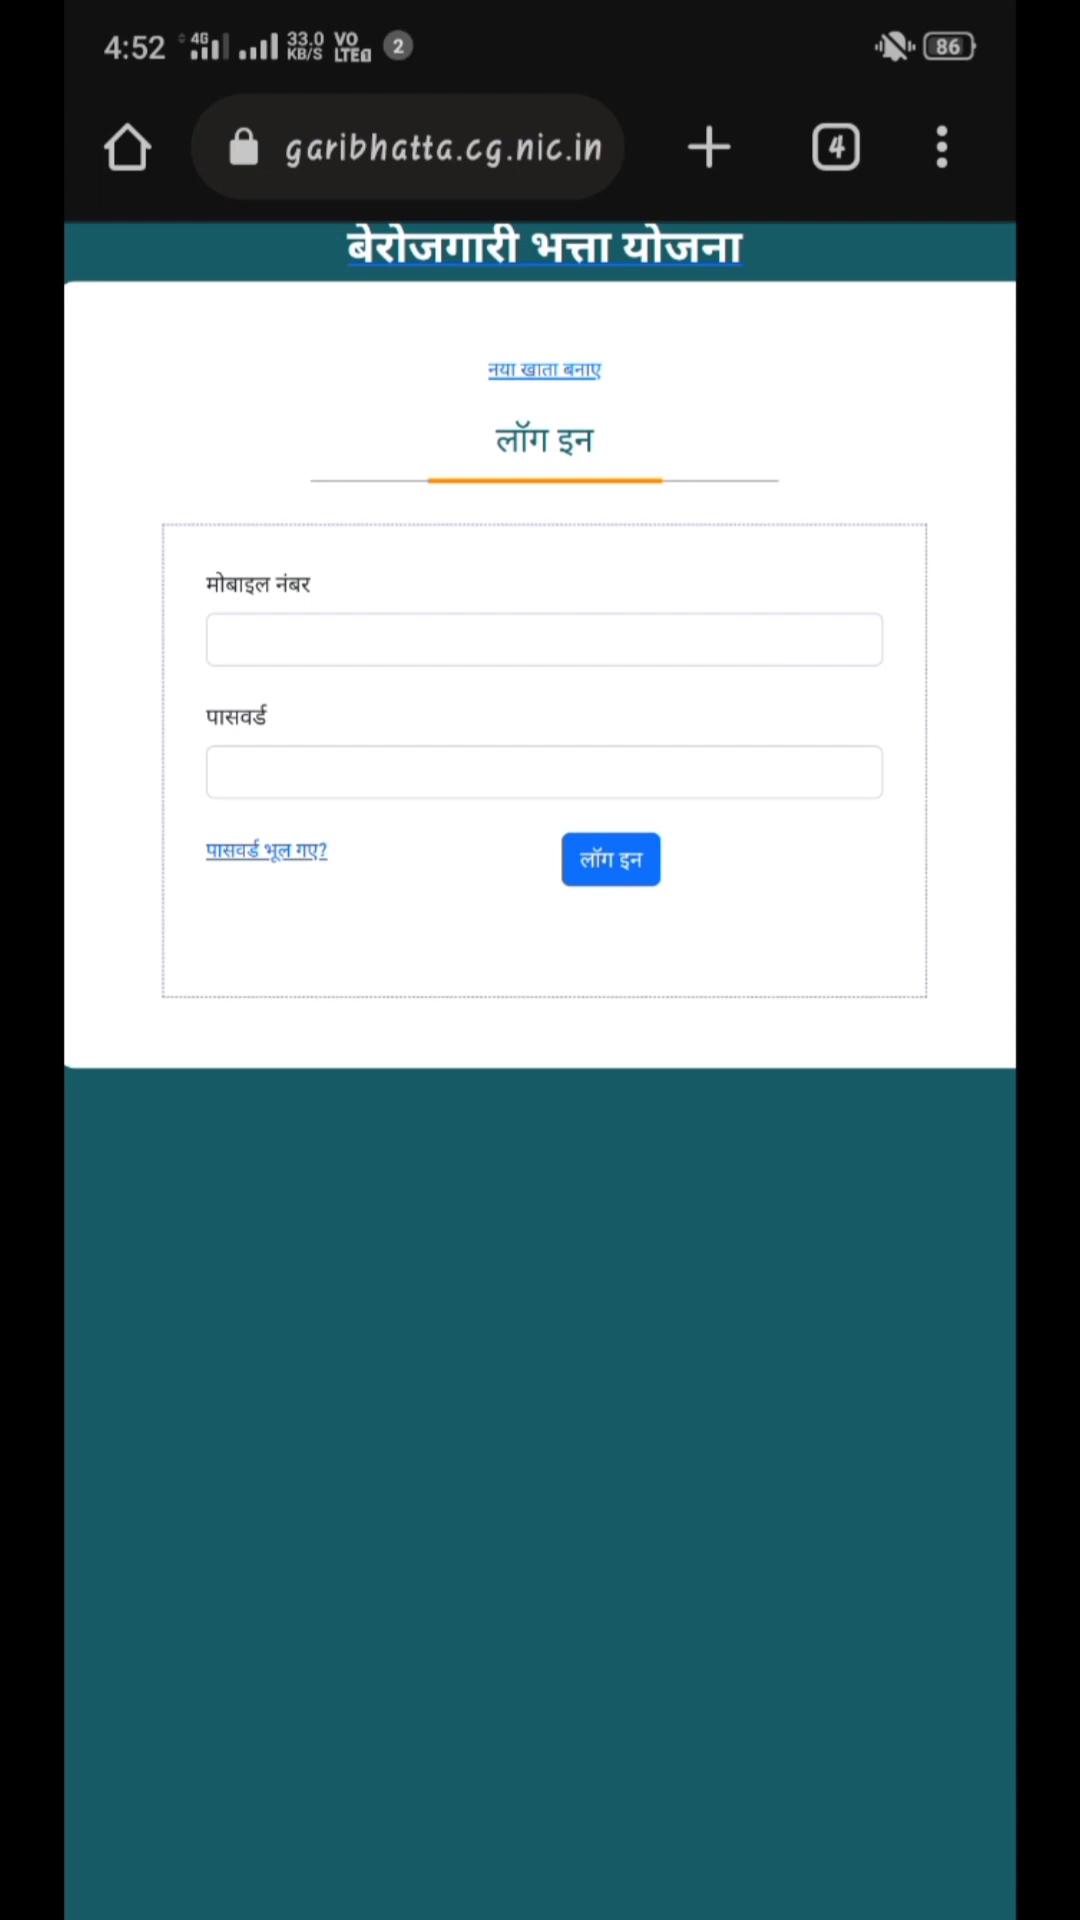 4:52 4G 33.0 KB/S VO LTE 2 86
garibhatta.cg.nic.in 4
बेरोजगारी भत्ता योजना
नया खाता बनाए
लॉग इन
मोबाइल नंबर
पासवर्ड
पासवर्ड भूल गए?
लॉग इन